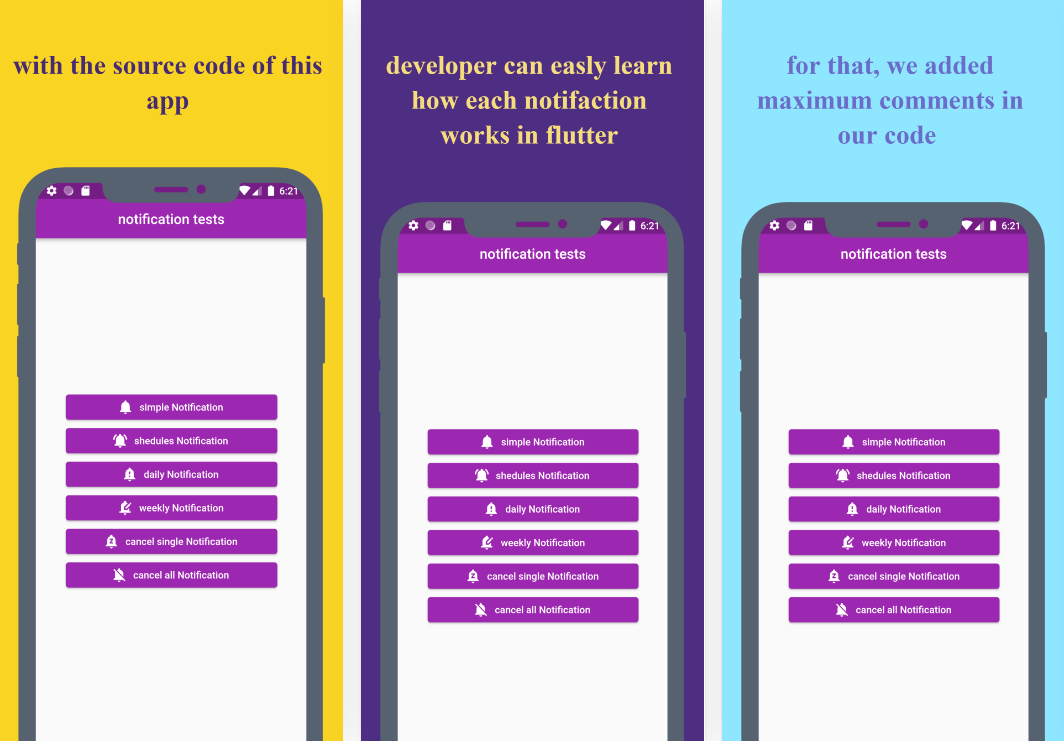 with the source code of this
app
6:21
notification tests
simple Notification
shedules Notification
daily Notification
weekly Notification
cancel single Notification
cancel all Notification
developer can easly learn
how each notifaction
works in flutter
6:21
notification tests
simple Notification
shedules Notification
daily Notification
weekly Notification
cancel single Notification
cancel all Notification
for that, we added
maximum comments in
our code
6:21
notification tests
simple Notification
shedules Notification
daily Notification
weekly Notification
cancel single Notification
cancel all Notification